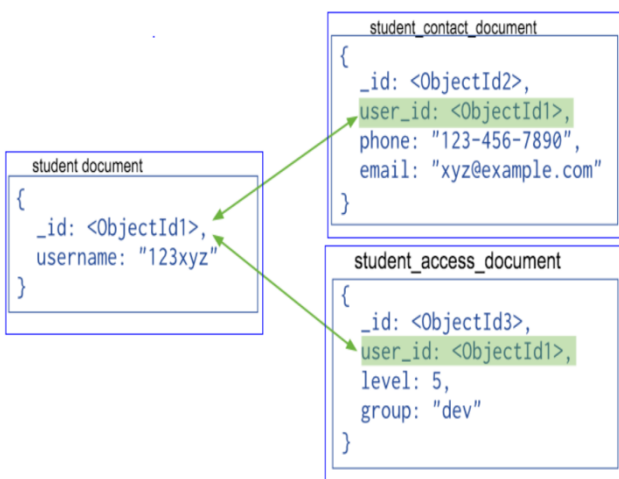 student_contact_document
{
_id: <ObjectId2>,
user_id: <ObjectId1>,
phone: "123-456-7890",
email: "xyz@example.com"
}
student document
{
_id: <ObjectId1>,
username: "123xyz"
}
student_access_document
{
_id: <ObjectId3>,
user_id: <ObjectId1>,
level: 5,
group: "dev"
}